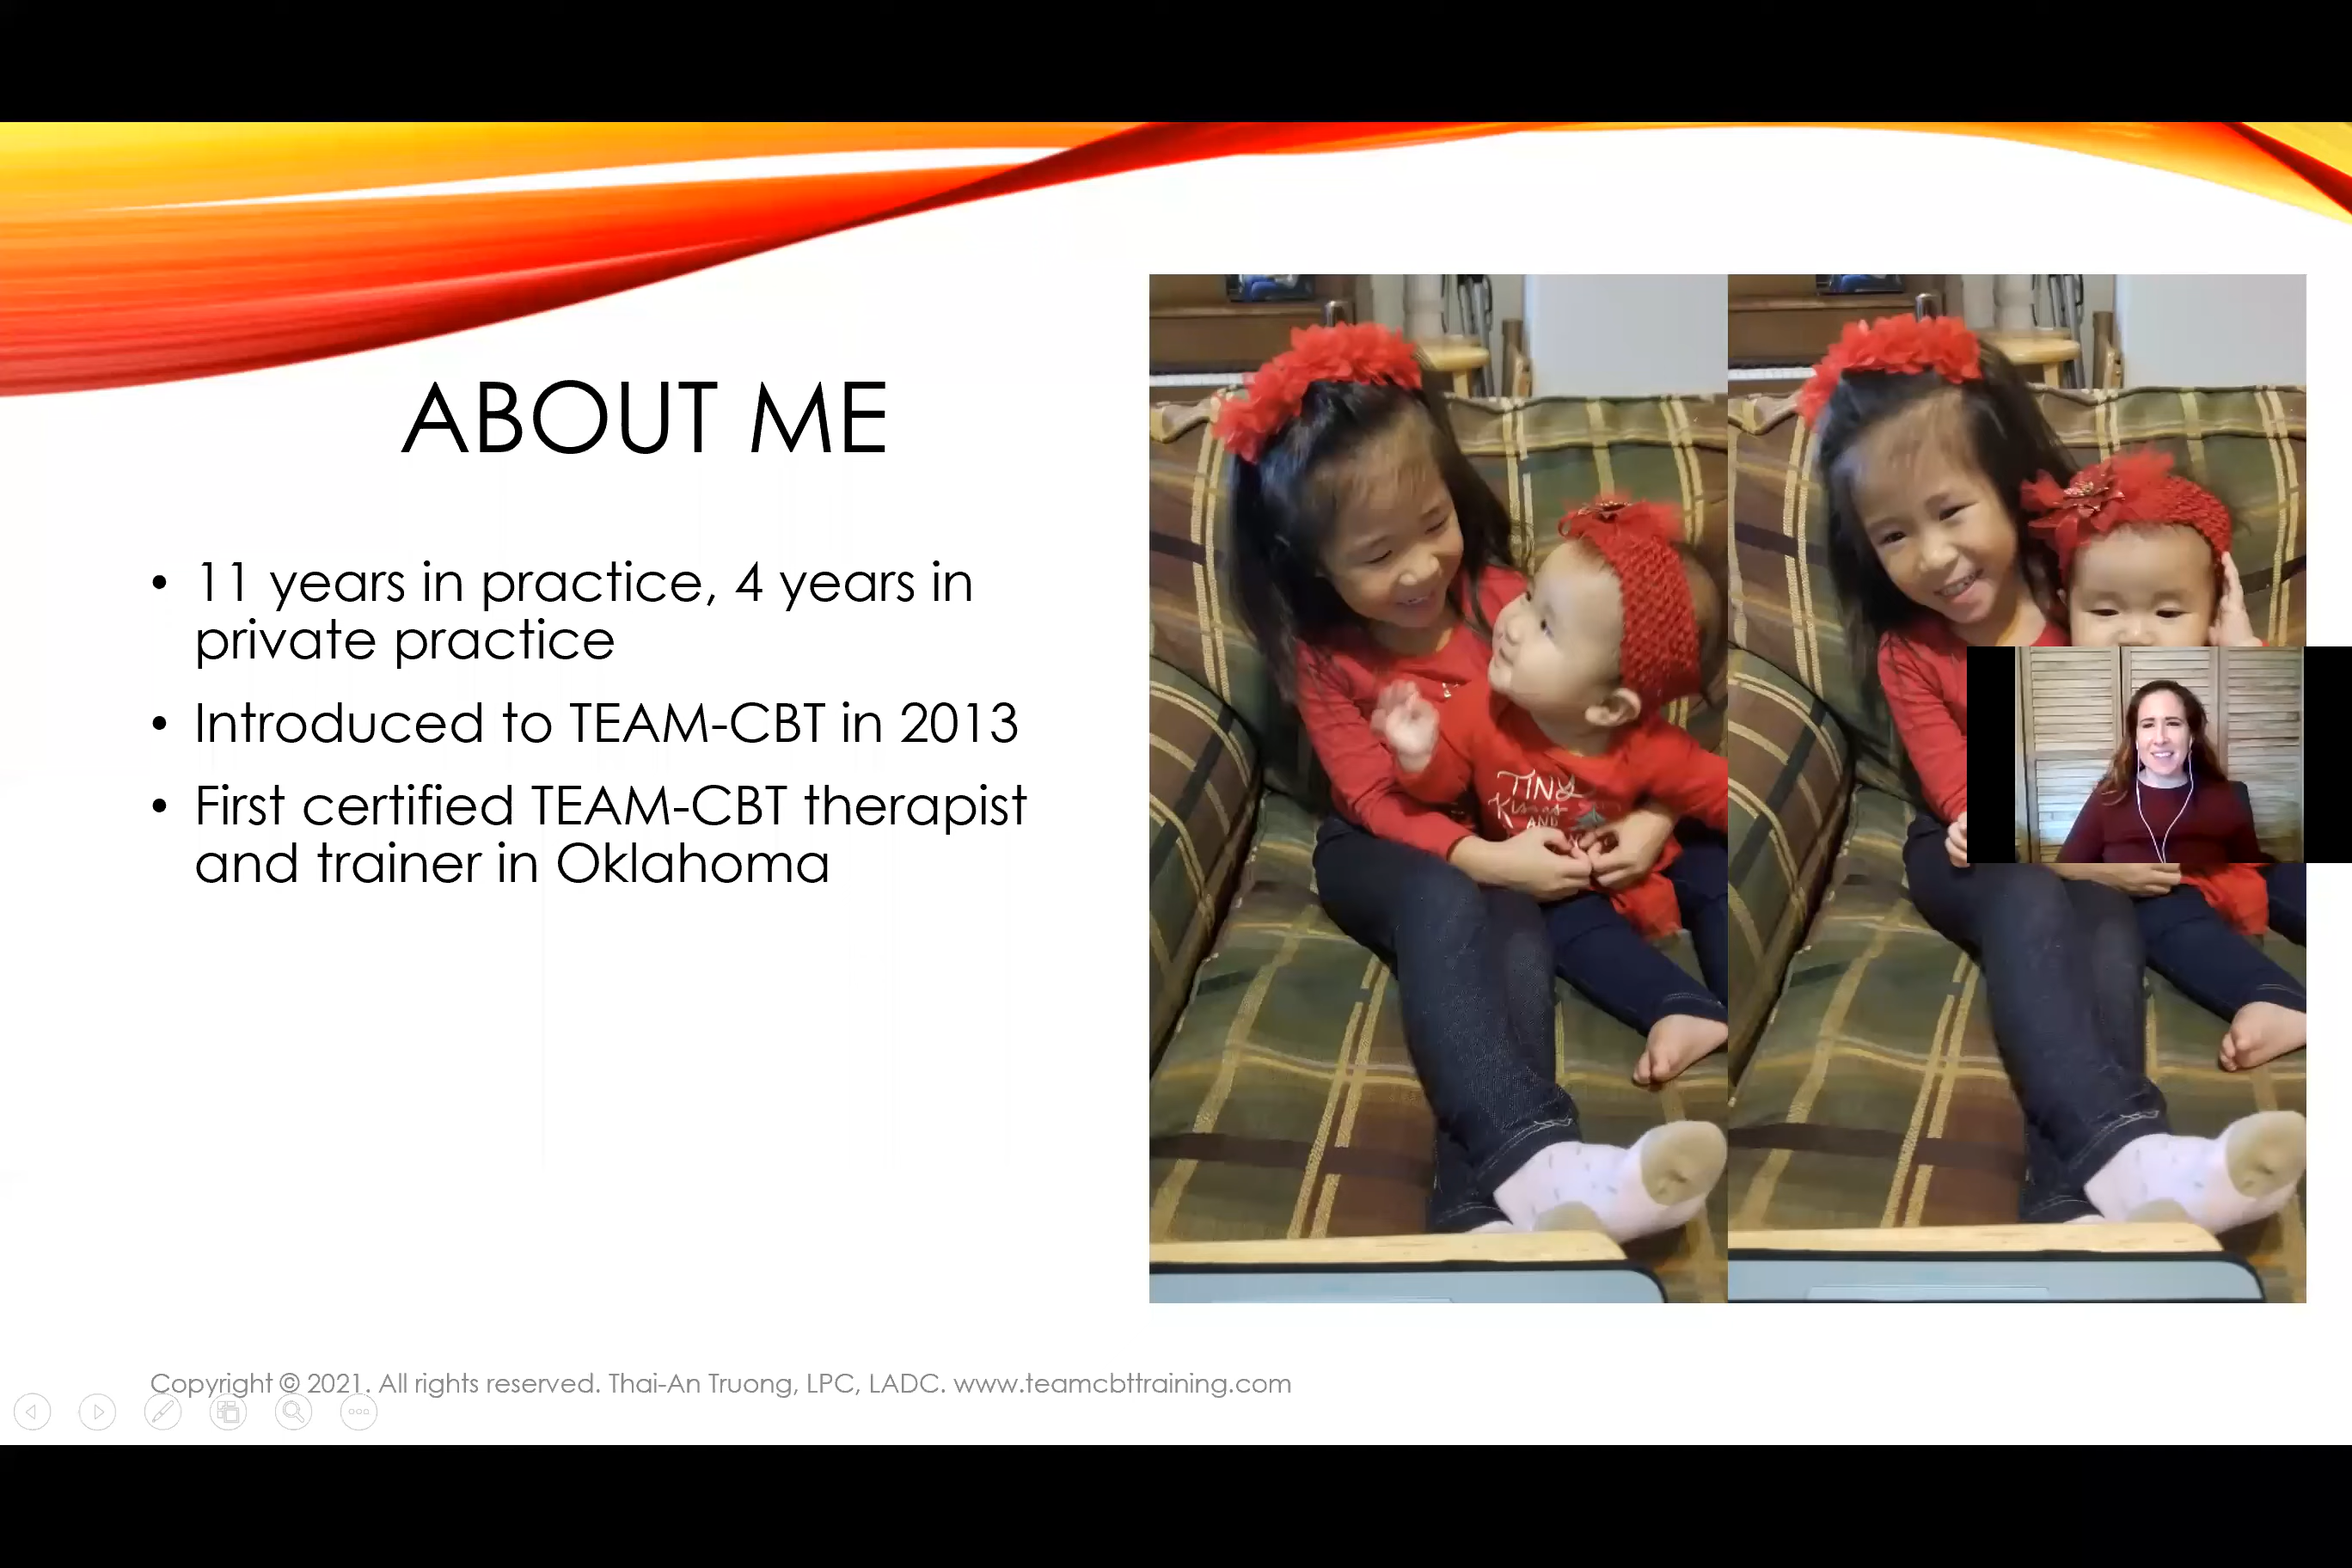 ABOUT ME
• 11 years in practice, 4 years in
private practice
• Introduced to TEAM-CBT in 2013
• First certified TEAM-CBT therapist
and trainer in Oklahoma
TINY
Kisses
AND
Copyright © 2021. All rights reserved. Thai-An Truong, LPC, LADC. www.teamcbttraining.com